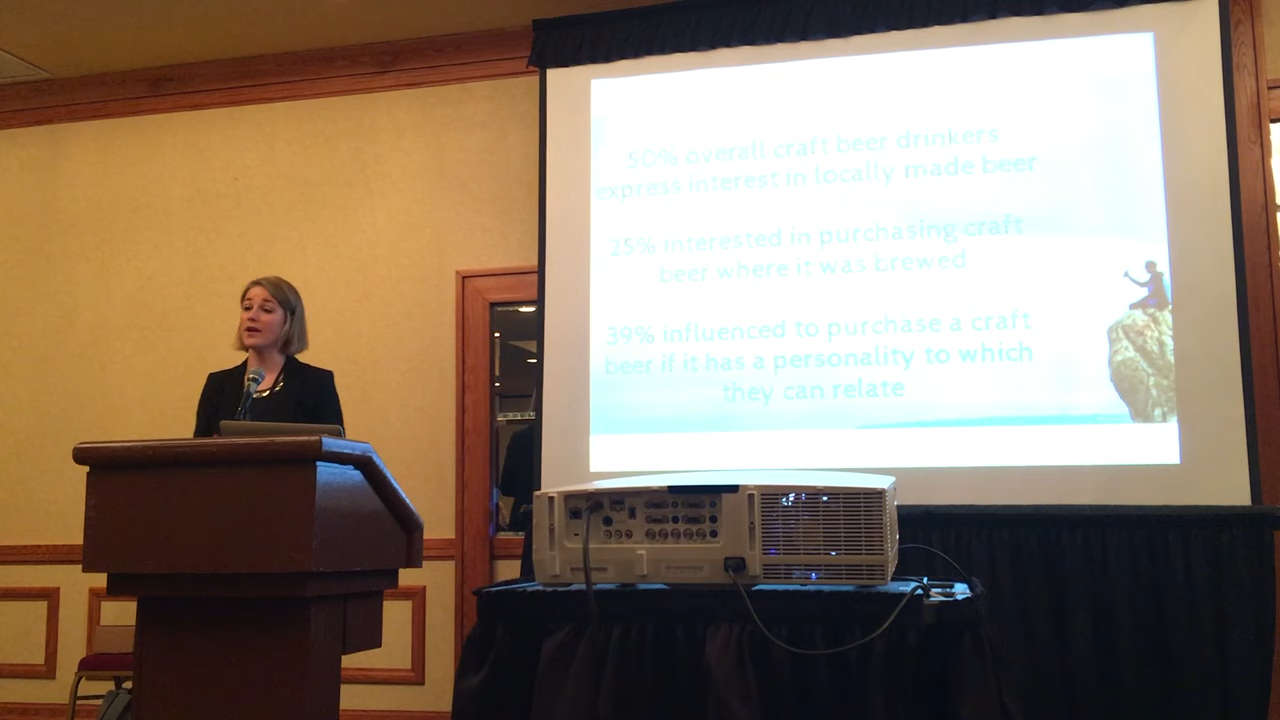 50% overall craft beer drinkers
express interest in locally made beer
25% interested in purchasing craft
beer where it was brewed
39% influenced to purchase a craft
beer if it has a personality to which
they can relate